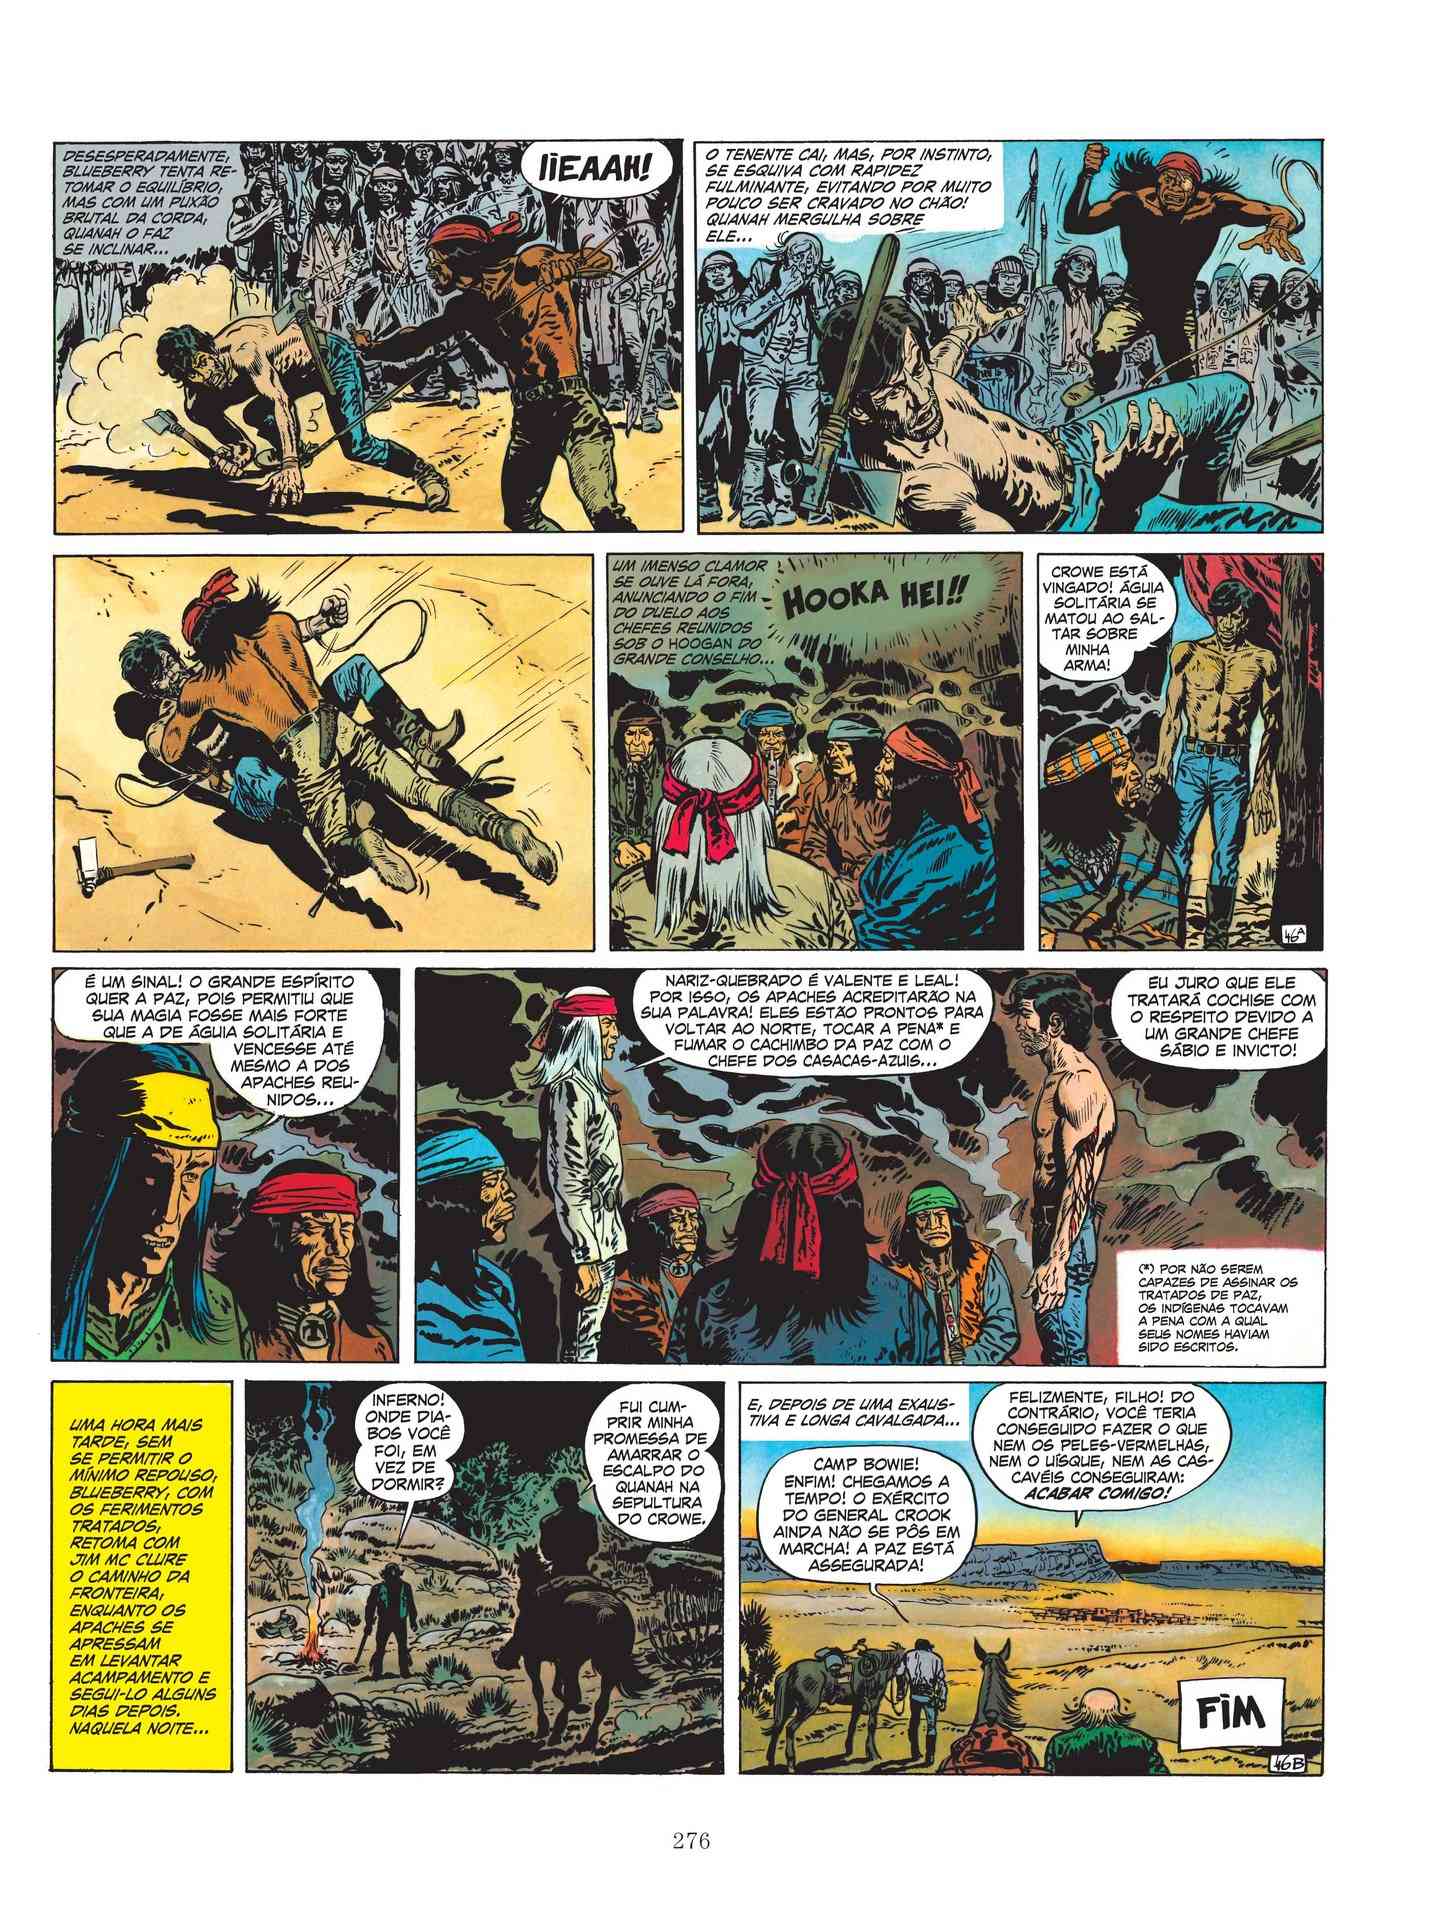 DESESPERADAMENTE,
BLUEBERRY TENTA RE-
TOMAR O EQUILÍBRIO,
MAS COM UM PUXÃO
BRUTAL DA CORDA,
QUANAH O FAZ
SE INCLINAR...
IIEAAH!
O TENENTE CAI, MAS, POR INSTINTO,
SE ESQUIVA COM RAPIDEZ
FULMINANTE, EVITANDO POR MUITO
POUCO SER CRAVADO NO CHÃO!
QUANAH MERGULHA SOBRE
ELE...
UM IMENSO CLAMOR
SE OUVE LÁ FORA,
ANUNCIANDO O FIM
DO DUELO AOS
CHEFES REUNIDOS
SOB O HOOGAN DO
GRANDE CONSELHO...
HOOKA HEI!!
CROWE ESTÁ
VINGADO! ÁGUIA
SOLITÁRIA SE
MATOU AO SAL-
TAR SOBRE
MINHA
ARMA!
46A
É UM SINAL! O GRANDE ESPÍRITO
QUER A PAZ, POIS PERMITIU QUE
SUA MAGIA FOSSE MAIS FORTE
QUE A DE ÁGUIA SOLITÁRIA E
VENCESSE ATÉ
MESMO A DOS
APACHES REU-
NIDOS...
NARIZ-QUEBRADO É VALENTE E LEAL!
POR ISSO, OS APACHES ACREDITARÃO NA
SUA PALAVRA! ELES ESTÃO PRONTOS PARA
VOLTAR AO NORTE, TOCAR A PENA* E
FUMAR O CACHIMBO DA PAZ COM O
CHEFE DOS CASACAS-AZUIS...
EU JURO QUE ELE
TRATARÁ COCHISE COM
O RESPEITO DEVIDO A
UM GRANDE CHEFE
SÁBIO E INVICTO!
(*) POR NÃO SEREM
CAPAZES DE ASSINAR OS
TRATADOS DE PAZ,
OS INDÍGENAS TOCAVAM
A PENA COM A QUAL
SEUS NOMES HAVIAM
SIDO ESCRITOS.
UMA HORA MAIS
TARDE, SEM
SE PERMITIR O
MÍNIMO REPOUSO,
BLUEBERRY, COM
OS FERIMENTOS
TRATADOS,
RETOMA COM
JIM MC CLURE
O CAMINHO DA
FRONTEIRA,
ENQUANTO OS
APACHES SE
APRESSAM
EM LEVANTAR
ACAMPAMENTO E
SEGUI-LO ALGUNS
DIAS DEPOIS.
NAQUELA NOITE...
INFERNO!
ONDE DIA-
BOS VOCÊ
FOI, EM
VEZ DE
DORMIR?
FUI CUM-
PRIR MINHA
PROMESSA DE
AMARRAR O
ESCALPO DO
QUANAH NA
SEPULTURA
DO CROWE.
E, DEPOIS DE UMA EXAUS-
TIVA E LONGA CAVALGADA...
CAMP BOWIE!
ENFIM! CHEGAMOS A
TEMPO! O EXÉRCITO
DO GENERAL CROOK
AINDA NÃO SE PÔS EM
MARCHA! A PAZ ESTÁ
ASSEGURADA!
FELIZMENTE, FILHO! DO
CONTRÁRIO, VOCÊ TERIA
CONSEGUIDO FAZER O QUE
NEM OS PELES-VERMELHAS,
NEM O UÍSQUE, NEM AS CAS-
CAVÉIS CONSEGUIRAM:
ACABAR COMIGO!
FIM
46B
276